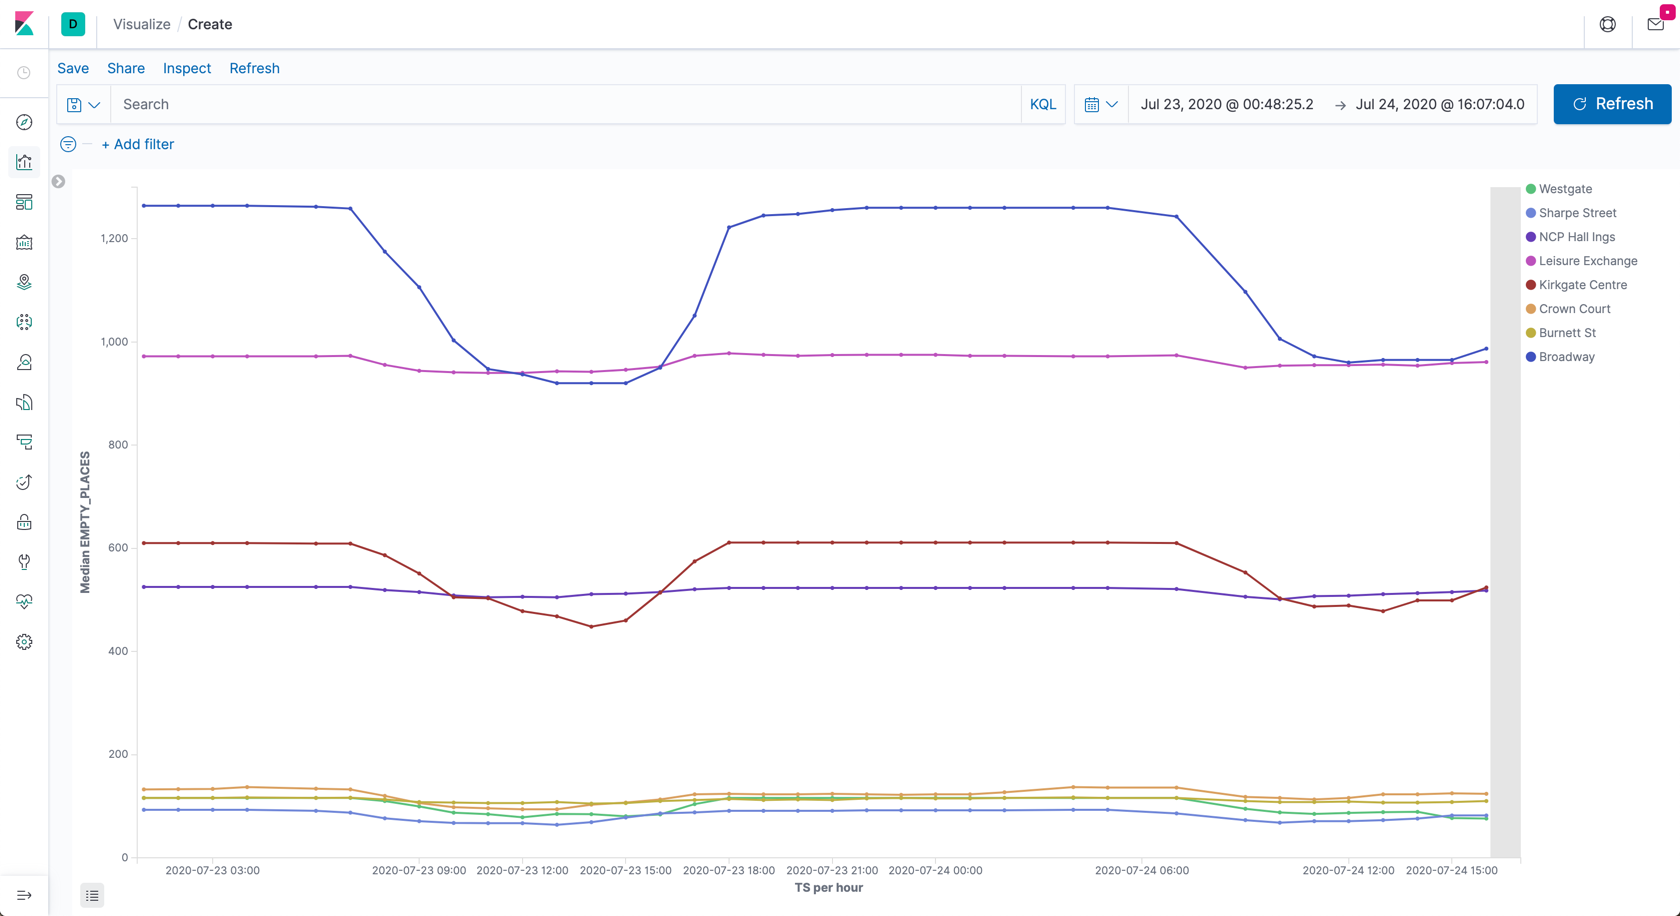 D Visualize / Create
Save Share Inspect Refresh
Search KQL Jul 23, 2020 @ 00:48:25.2 → Jul 24, 2020 @ 16:07:04.0 Refresh
+ Add filter
1,200
1,000
800
600
400
200
0
Median EMPTY_PLACES
2020-07-23 03:00 2020-07-23 09:00 2020-07-23 12:00 2020-07-23 15:00 2020-07-23 18:00 2020-07-23 21:00 2020-07-24 00:00 2020-07-24 06:00 2020-07-24 12:00 2020-07-24 15:00
TS per hour
Westgate
Sharpe Street
NCP Hall Ings
Leisure Exchange
Kirkgate Centre
Crown Court
Burnett St
Broadway